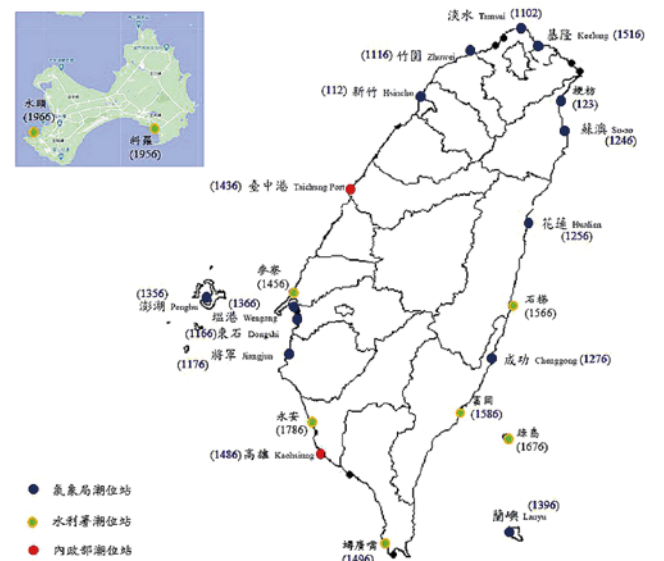 淡水 Tamsui (1102)
基隆 Keelung (1516)
(1116) 竹圍 Zhuwei
(112) 新竹 Hsinchu
梗枋
(123)
蘇澳 Su-ao
(1246)
水頭
(1966)
料羅
(1956)
(1436) 臺中港 Taichung Port
花蓮 Hualien
(1256)
麥寮
(1456)
(1356)
澎湖 Penghu
(1366)
塭港 Wengang
(1166)東石 Dongshi
將軍 Jiangjun
(1176)
石梯
(1566)
成功 Chenggong (1276)
永安
(1786)
富岡
(1586)
綠島
(1676)
(1486) 高雄 Kaohsiung
(1396)
蘭嶼 Lanyu
蟳廣嘴
(1496)
氣象局潮位站
水利署潮位站
內政部潮位站